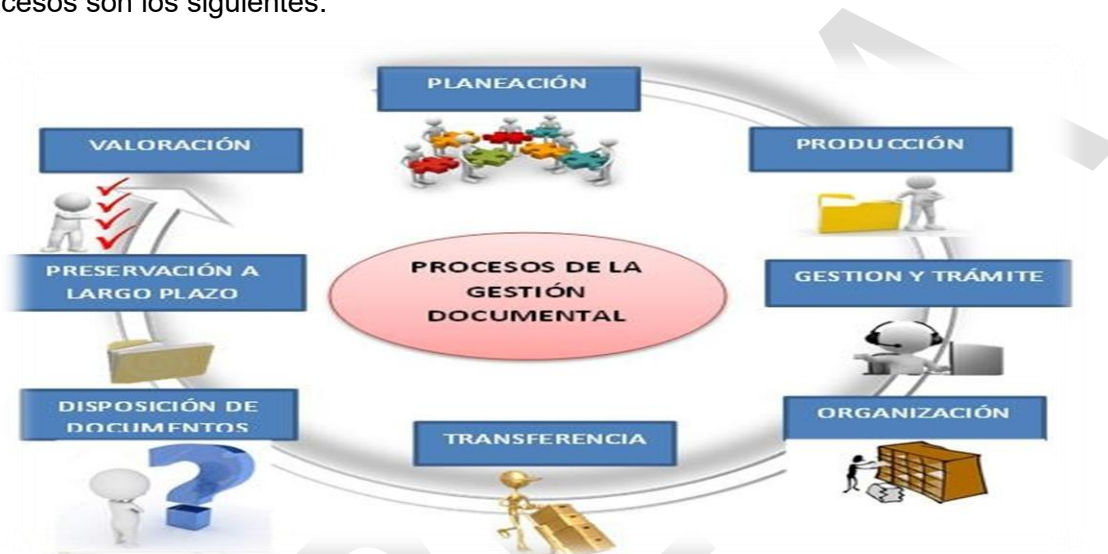 cesos son los siguientes.
PLANEACIÓN
PRODUCCIÓN
GESTION Y TRÁMITE
ORGANIZACIÓN
TRANSFERENCIA
DISPOSICIÓN DE
DOCUMENTOS
PRESERVACIÓN A
LARGO PLAZO
VALORACIÓN
PROCESOS DE LA
GESTIÓN
DOCUMENTAL